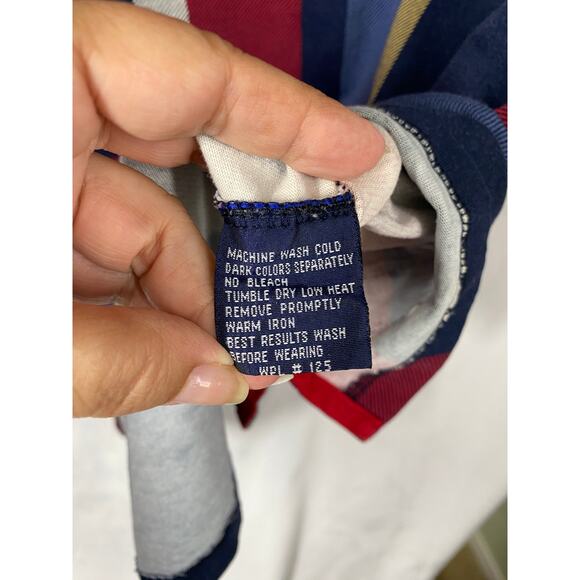 MACHINE WASH COLD
DARK COLORS SEPARATELY
NO BLEACH
TUMBLE DRY LOW HEAT
REMOVE PROMPTLY
WARM IRON
BEST RESULTS WASH
BEFORE WEARING
WPL # 125